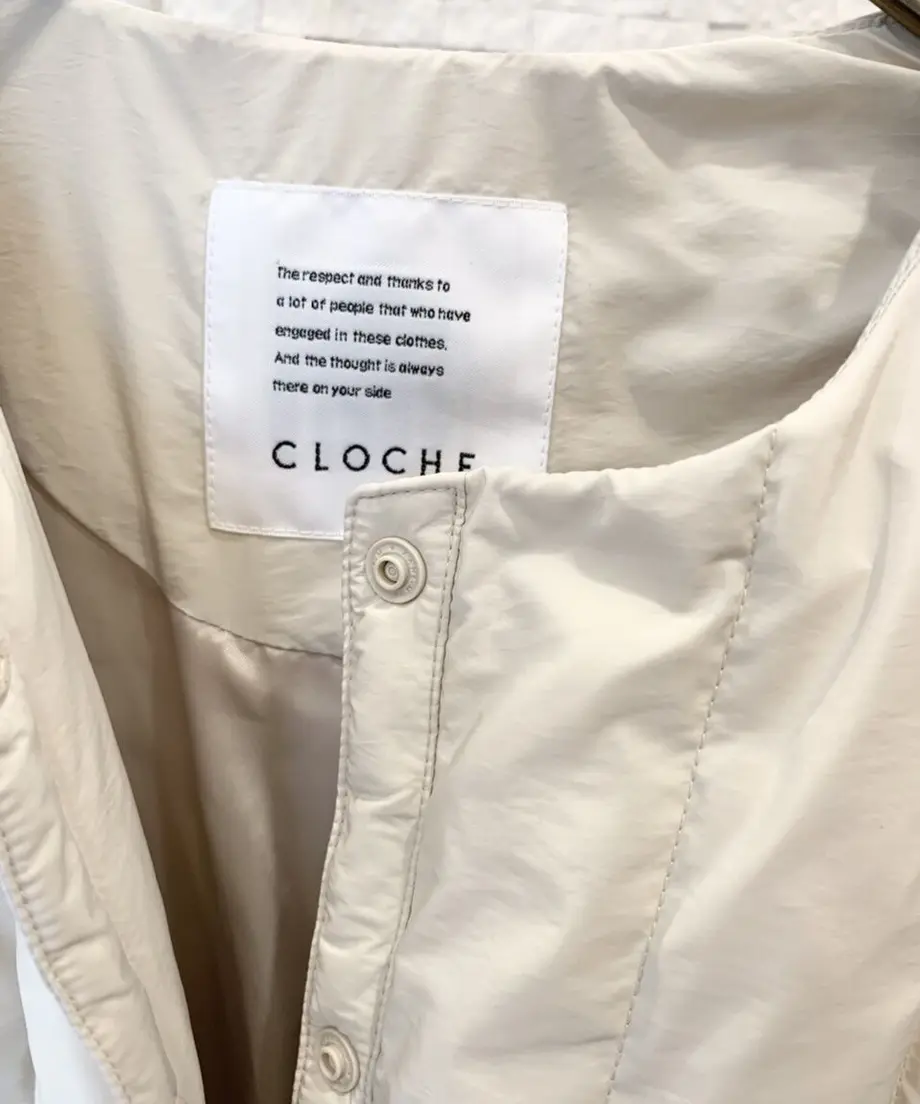 The respect and thanks to
a lot of people that who have
engaged in these clothes.
And the thought is always
there on your side
CLOCHE